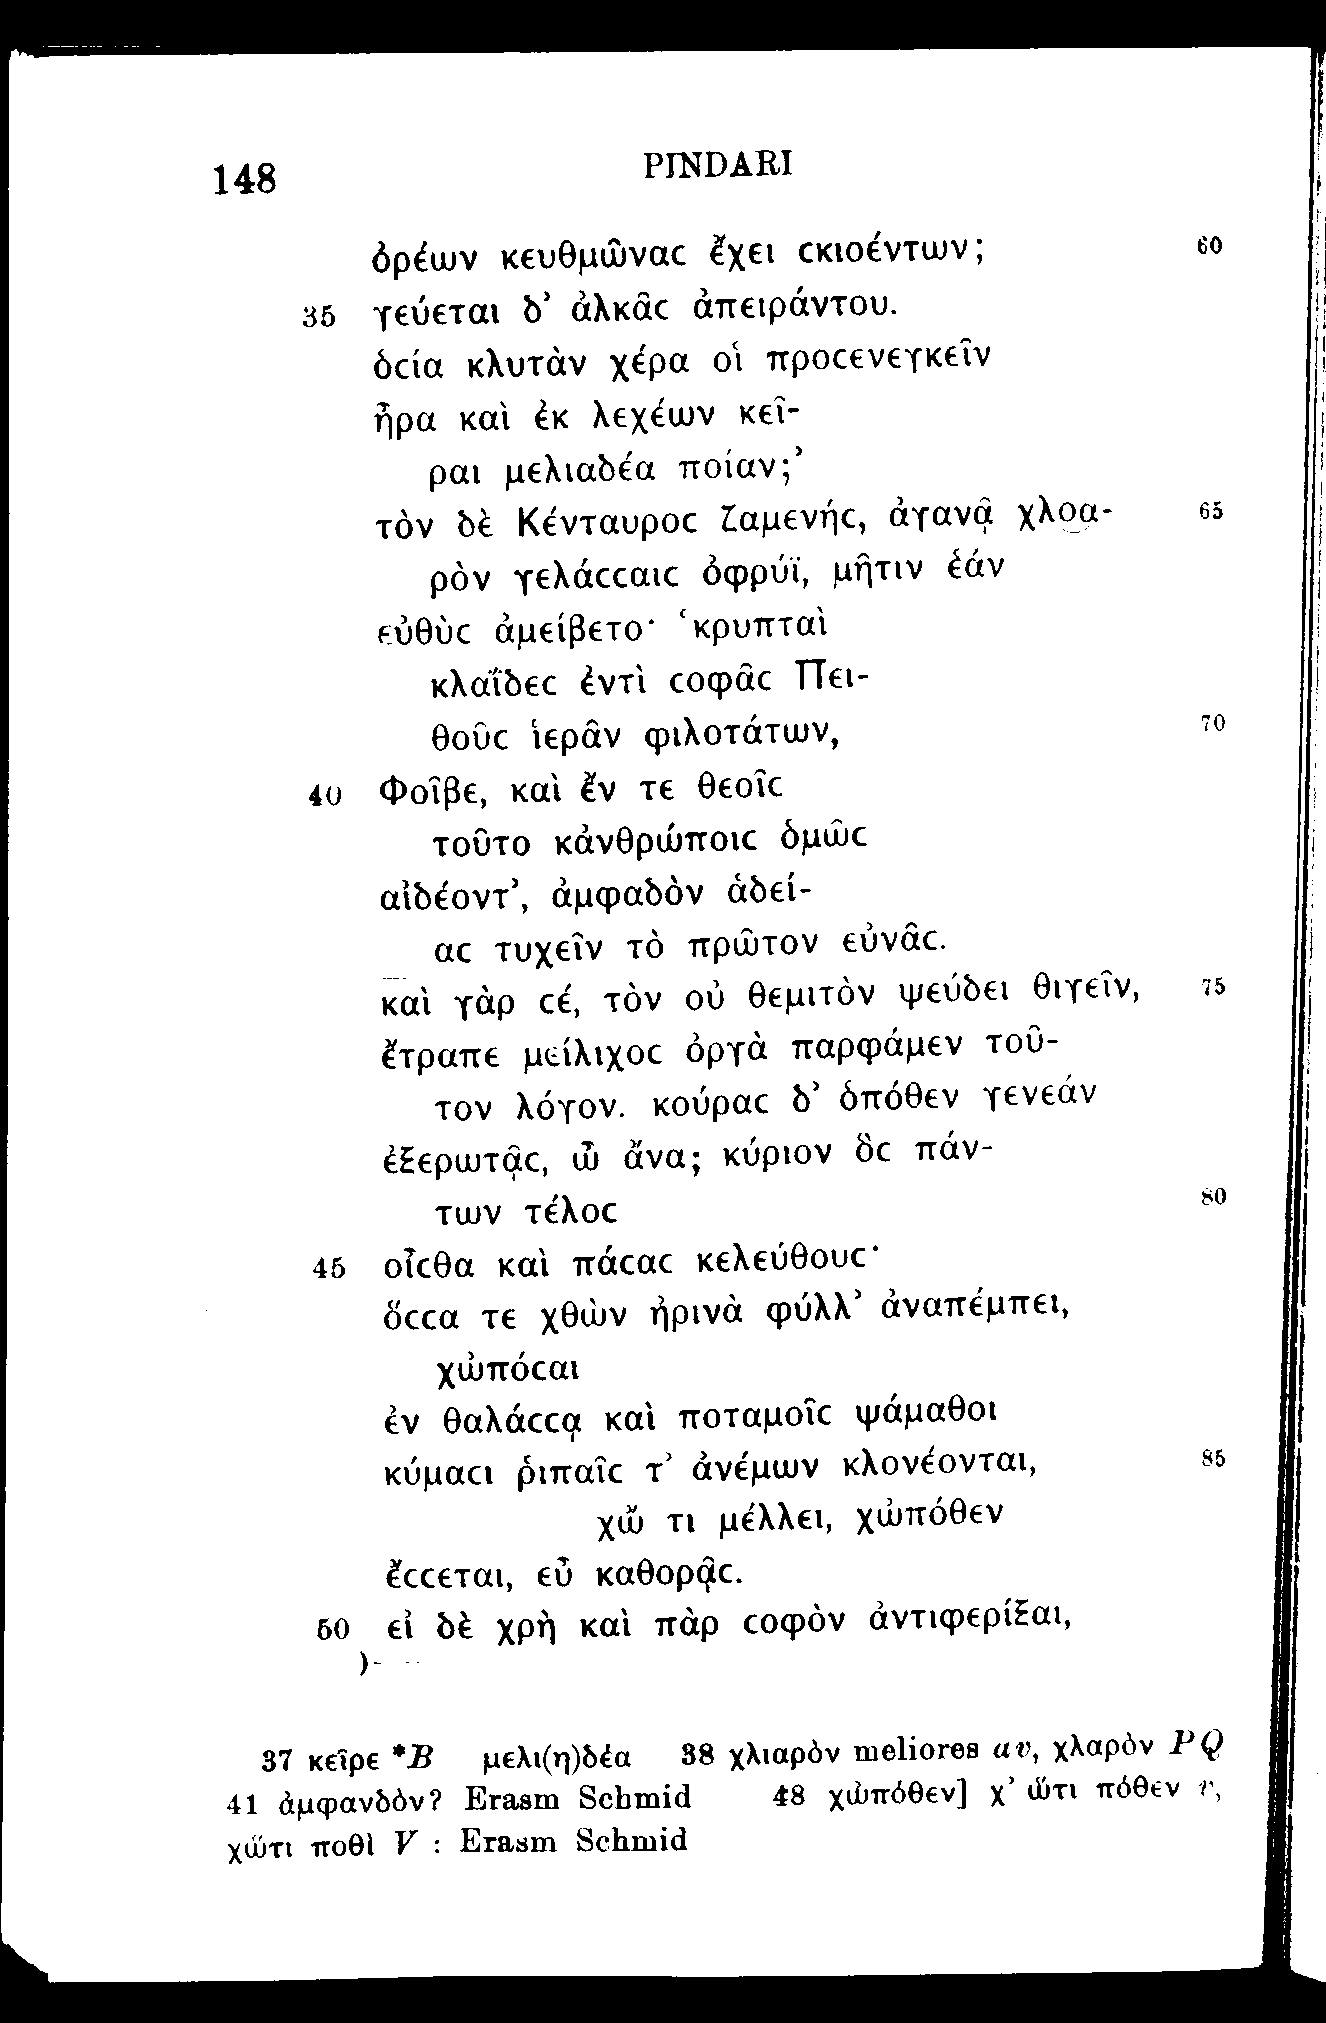 148 PINDARI
ὀρέων κευθμῶναϲ ἔχει ϲκιοέντων; 60
35 γεύεται δ’ ἀλκᾶϲ ἀπειράντου.
ὁϲία κλυτὰν χέρα οἱ προϲενεγκεῖν
ἦρα καὶ ἐκ λεχέων κεῖ-
ραι μελιαδέα ποίαν;’
τὸν δὲ Κένταυροϲ ζαμενήϲ, ἀγανᾷ χλοα- 65
ρὸν γελάϲϲαιϲ ὀφρύϊ, μῆτιν ἑάν
εὐθὺϲ ἀμείβετο· ‘κρυπταὶ
κλαΐδεϲ ἐντὶ ϲοφᾶϲ Πει-
θοῦϲ ἱερᾶν φιλοτάτων, 70
40 Φοῖβε, καὶ ἔν τε θεοῖϲ
τοῦτο κἀνθρώποιϲ ὁμῶϲ
αἰδέοντ’, ἀμφαδὸν ἁδεί-
αϲ τυχεῖν τὸ πρῶτον εὐνᾶϲ.
καὶ γὰρ ϲέ, τὸν οὐ θεμιτὸν ψεύδει θιγεῖν, 75
ἔτραπε μείλιχοϲ ὀργὰ παρφάμεν τοῦ-
τον λόγον. κούραϲ δ’ ὁπόθεν γενεάν
ἐξερωτᾷϲ, ὦ ἄνα; κύριον ὃϲ πάν-
των τέλοϲ 80
45 οἶϲθα καὶ πάϲαϲ κελεύθουϲ·
ὅϲϲα τε χθὼν ἠρινὰ φύλλ’ ἀναπέμπει,
χὠπόϲαι
ἐν θαλάϲϲᾳ καὶ ποταμοῖϲ ψάμαθοι
κύμαϲι ῥιπαῖϲ τ’ ἀνέμων κλονέονται, 85
χὤ τι μέλλει, χὠπόθεν
ἔϲϲεται, εὖ καθορᾷϲ.
50 εἰ δὲ χρὴ καὶ πὰρ ϲοφὸν ἀντιφερίξαι,
37 κεῖρε *B μελι(η)δέα 38 χλιαρὸν meliores av, χλαρὸν PQ
41 ἀμφανδὸν? Erasm Schmid 48 χὠπόθεν] χ’ ὥτι πόθεν v,
χὤτι ποθὶ V : Erasm Schmid